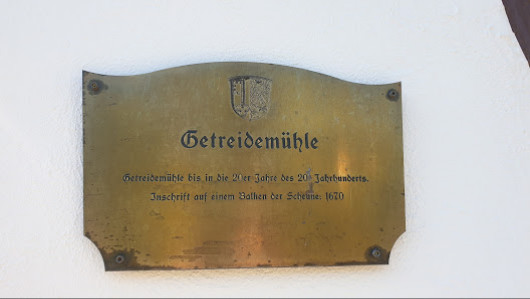 Getreidemühle
Getreidemühle bis in die 20er Jahre des 20. Jahrhunderts.
Inschrift auf einem Balken der Scheune: 1670